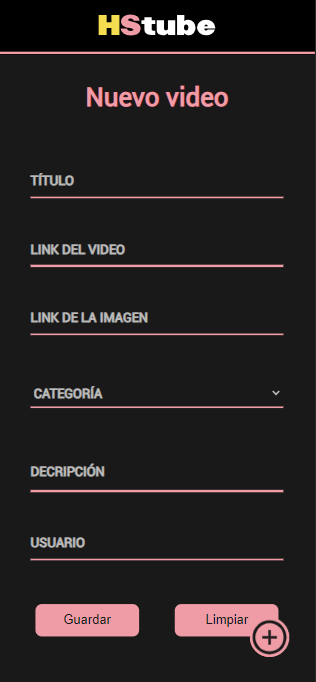 HStube
Nuevo video
TÍTULO
LINK DEL VIDEO
LINK DE LA IMAGEN
CATEGORÍA
DECRIPCIÓN
USUARIO
Guardar Limpiar